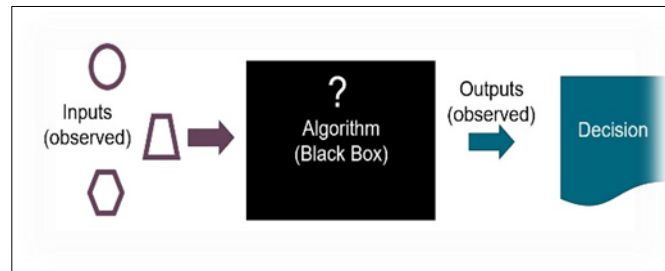 Inputs
(observed)
?
Algorithm
(Black Box)
Outputs
(observed)
Decision